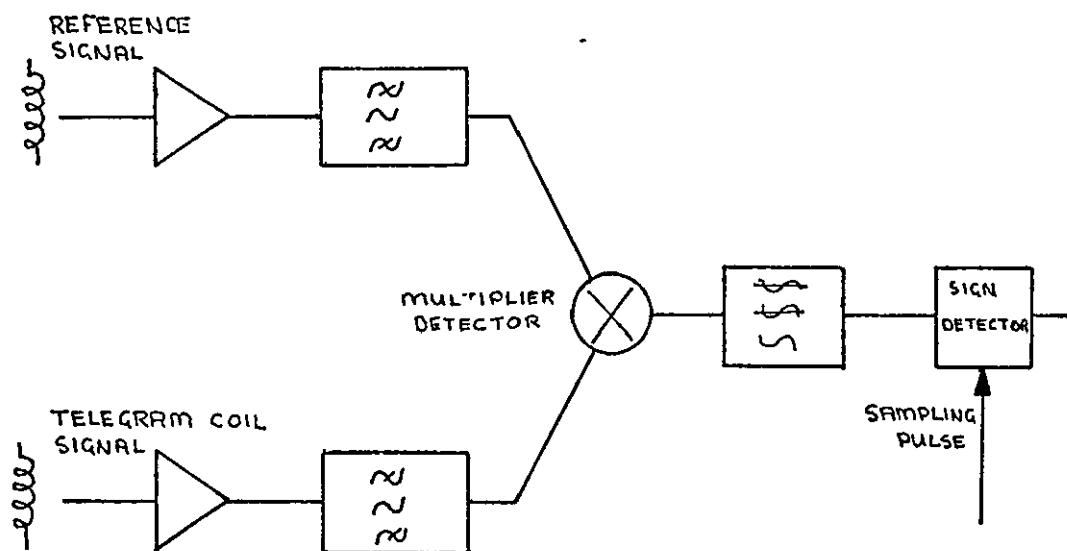 REFERENCE
SIGNAL
MULTIPLIER
DETECTOR
SIGN
DETECTOR
TELEGRAM COIL
SIGNAL
SAMPLING
PULSE